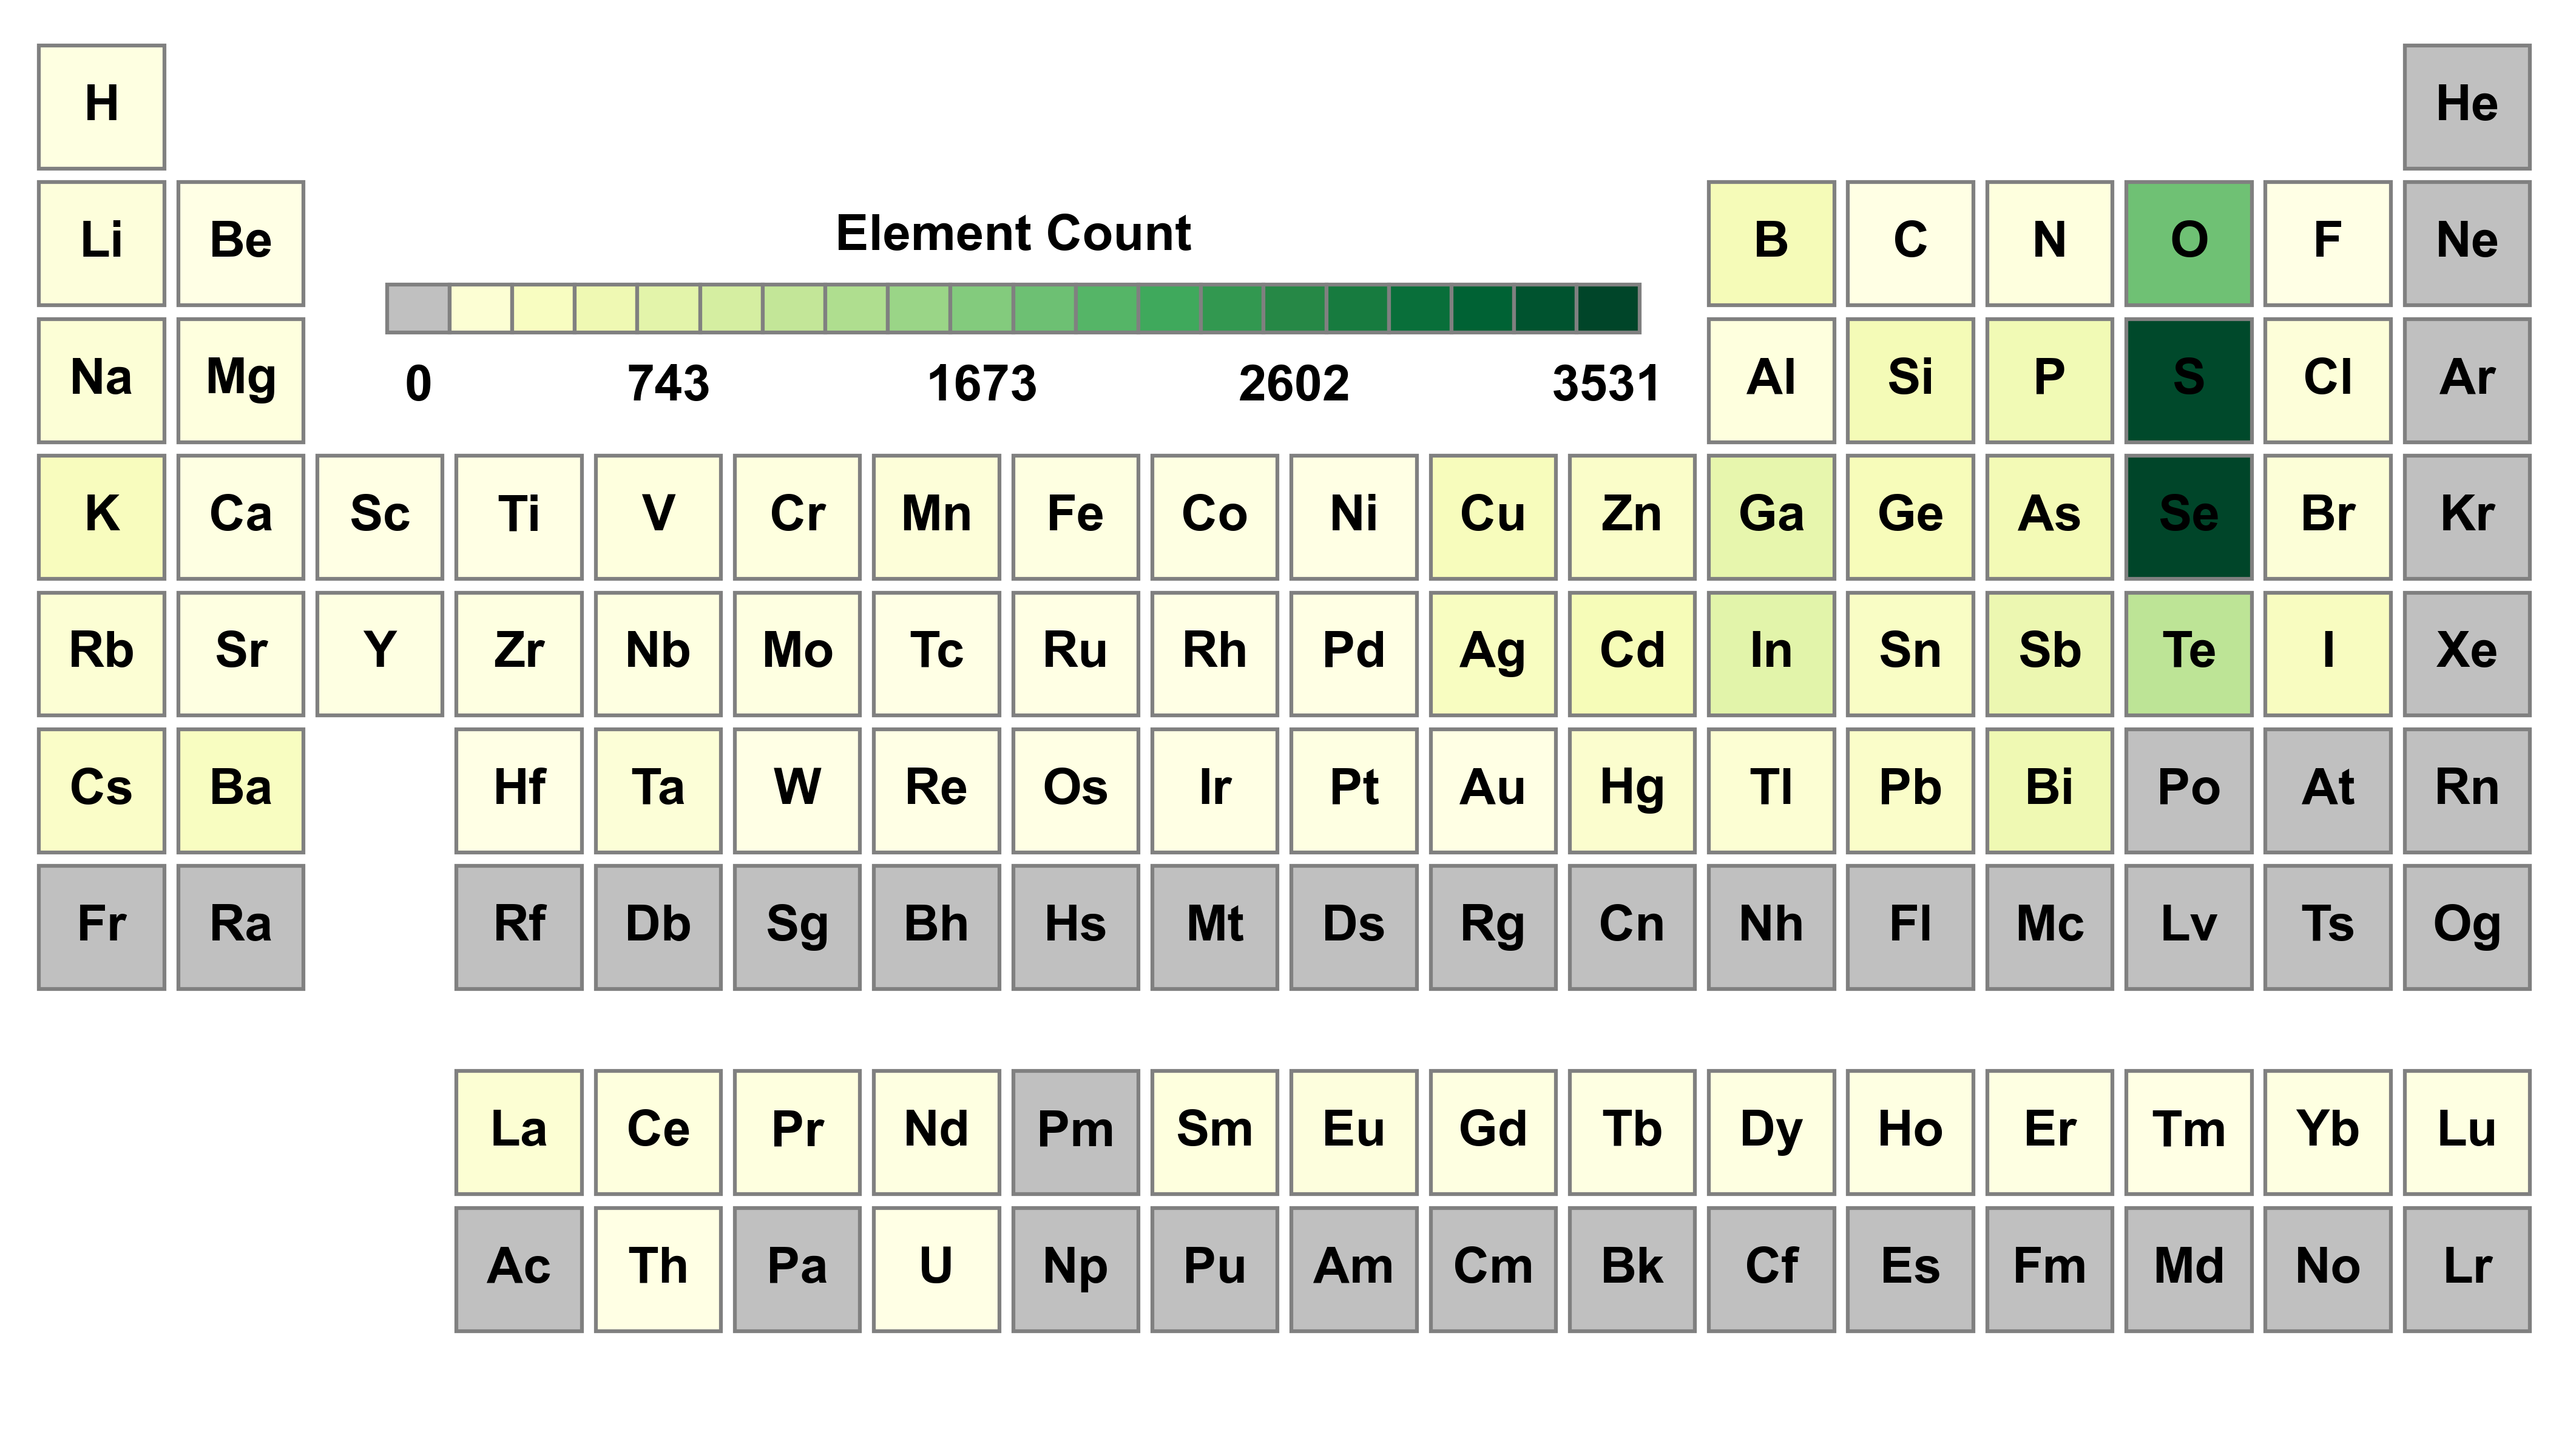 H He
Li Be B C N O F Ne
Element Count
Na Mg Al Si P S Cl Ar
0 743 1673 2602 3531
K Ca Sc Ti V Cr Mn Fe Co Ni Cu Zn Ga Ge As Se Br Kr
Rb Sr Y Zr Nb Mo Tc Ru Rh Pd Ag Cd In Sn Sb Te I Xe
Cs Ba Hf Ta W Re Os Ir Pt Au Hg Tl Pb Bi Po At Rn
Fr Ra Rf Db Sg Bh Hs Mt Ds Rg Cn Nh Fl Mc Lv Ts Og
La Ce Pr Nd Pm Sm Eu Gd Tb Dy Ho Er Tm Yb Lu
Ac Th Pa U Np Pu Am Cm Bk Cf Es Fm Md No Lr